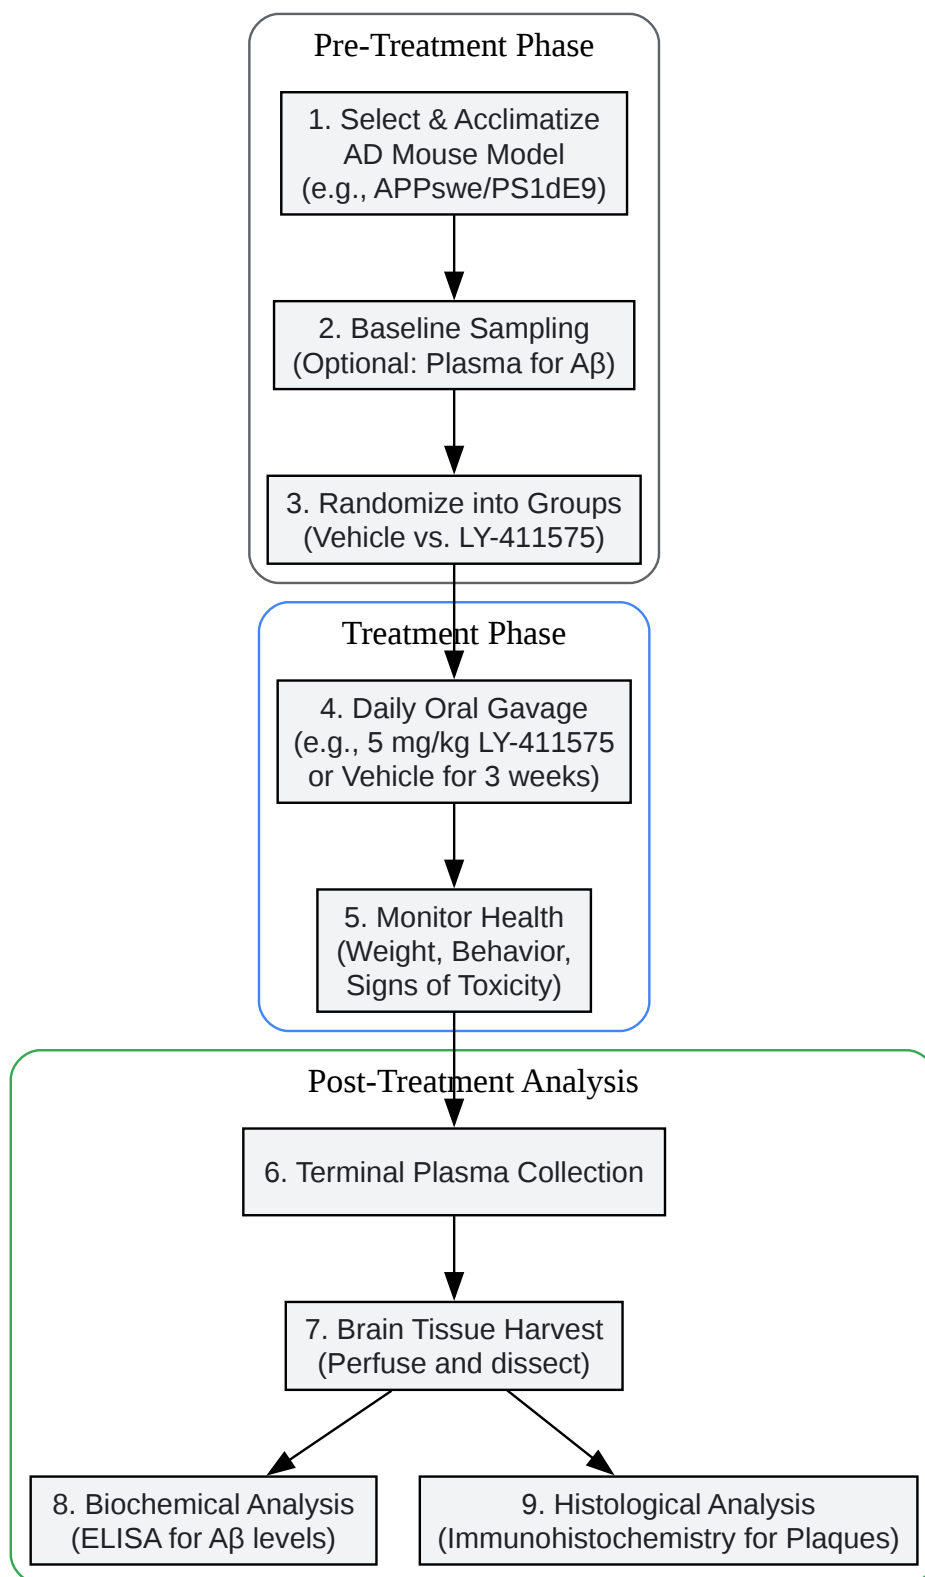 Pre-Treatment Phase
1. Select & Acclimatize
AD Mouse Model
(e.g., APPswe/PS1dE9)
2. Baseline Sampling
(Optional: Plasma for Aβ)
3. Randomize into Groups
(Vehicle vs. LY-411575)
Treatment Phase
4. Daily Oral Gavage
(e.g., 5 mg/kg LY-411575
or Vehicle for 3 weeks)
5. Monitor Health
(Weight, Behavior,
Signs of Toxicity)
Post-Treatment Analysis
6. Terminal Plasma Collection
7. Brain Tissue Harvest
(Perfuse and dissect)
8. Biochemical Analysis
(ELISA for Aβ levels)
9. Histological Analysis
(Immunohistochemistry for Plaques)